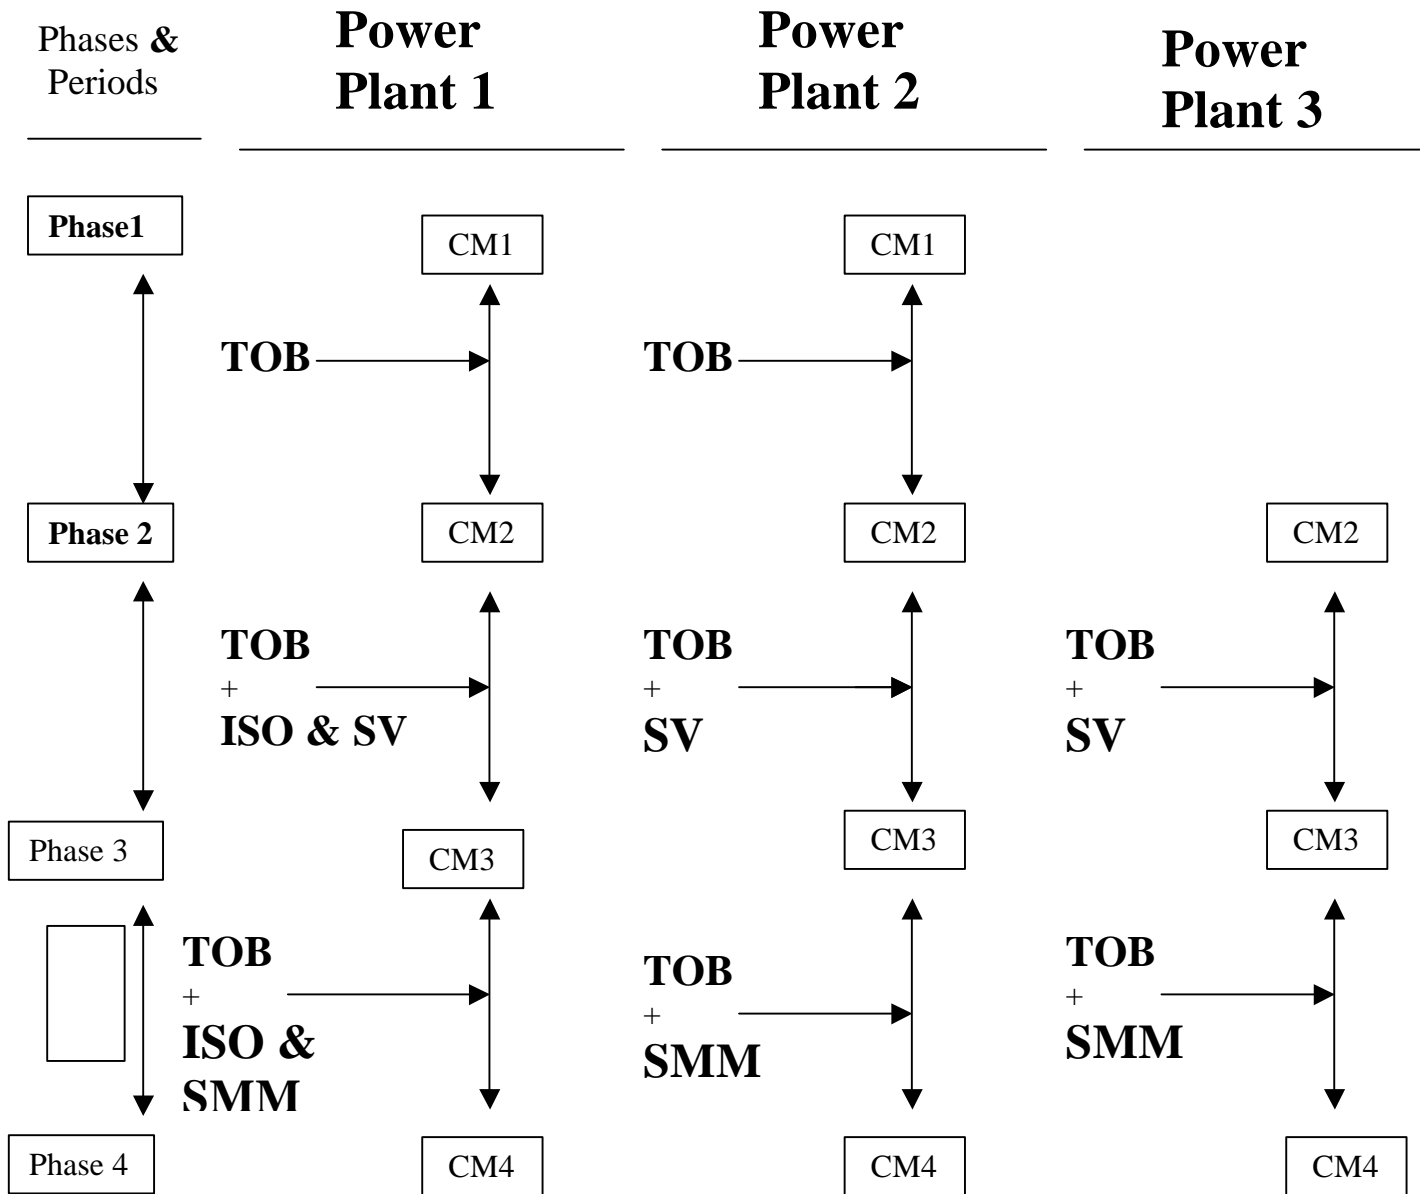 Phases &
Periods
Power
Plant 1
Power
Plant 2
Power
Plant 3
Phase1
CM1
CM1
TOB
TOB
Phase 2
CM2
CM2
CM2
TOB
+
ISO & SV
TOB
+
SV
TOB
+
SV
Phase 3
CM3
CM3
CM3
TOB
+
ISO &
SMM
TOB
+
SMM
TOB
+
SMM
Phase 4
CM4
CM4
CM4